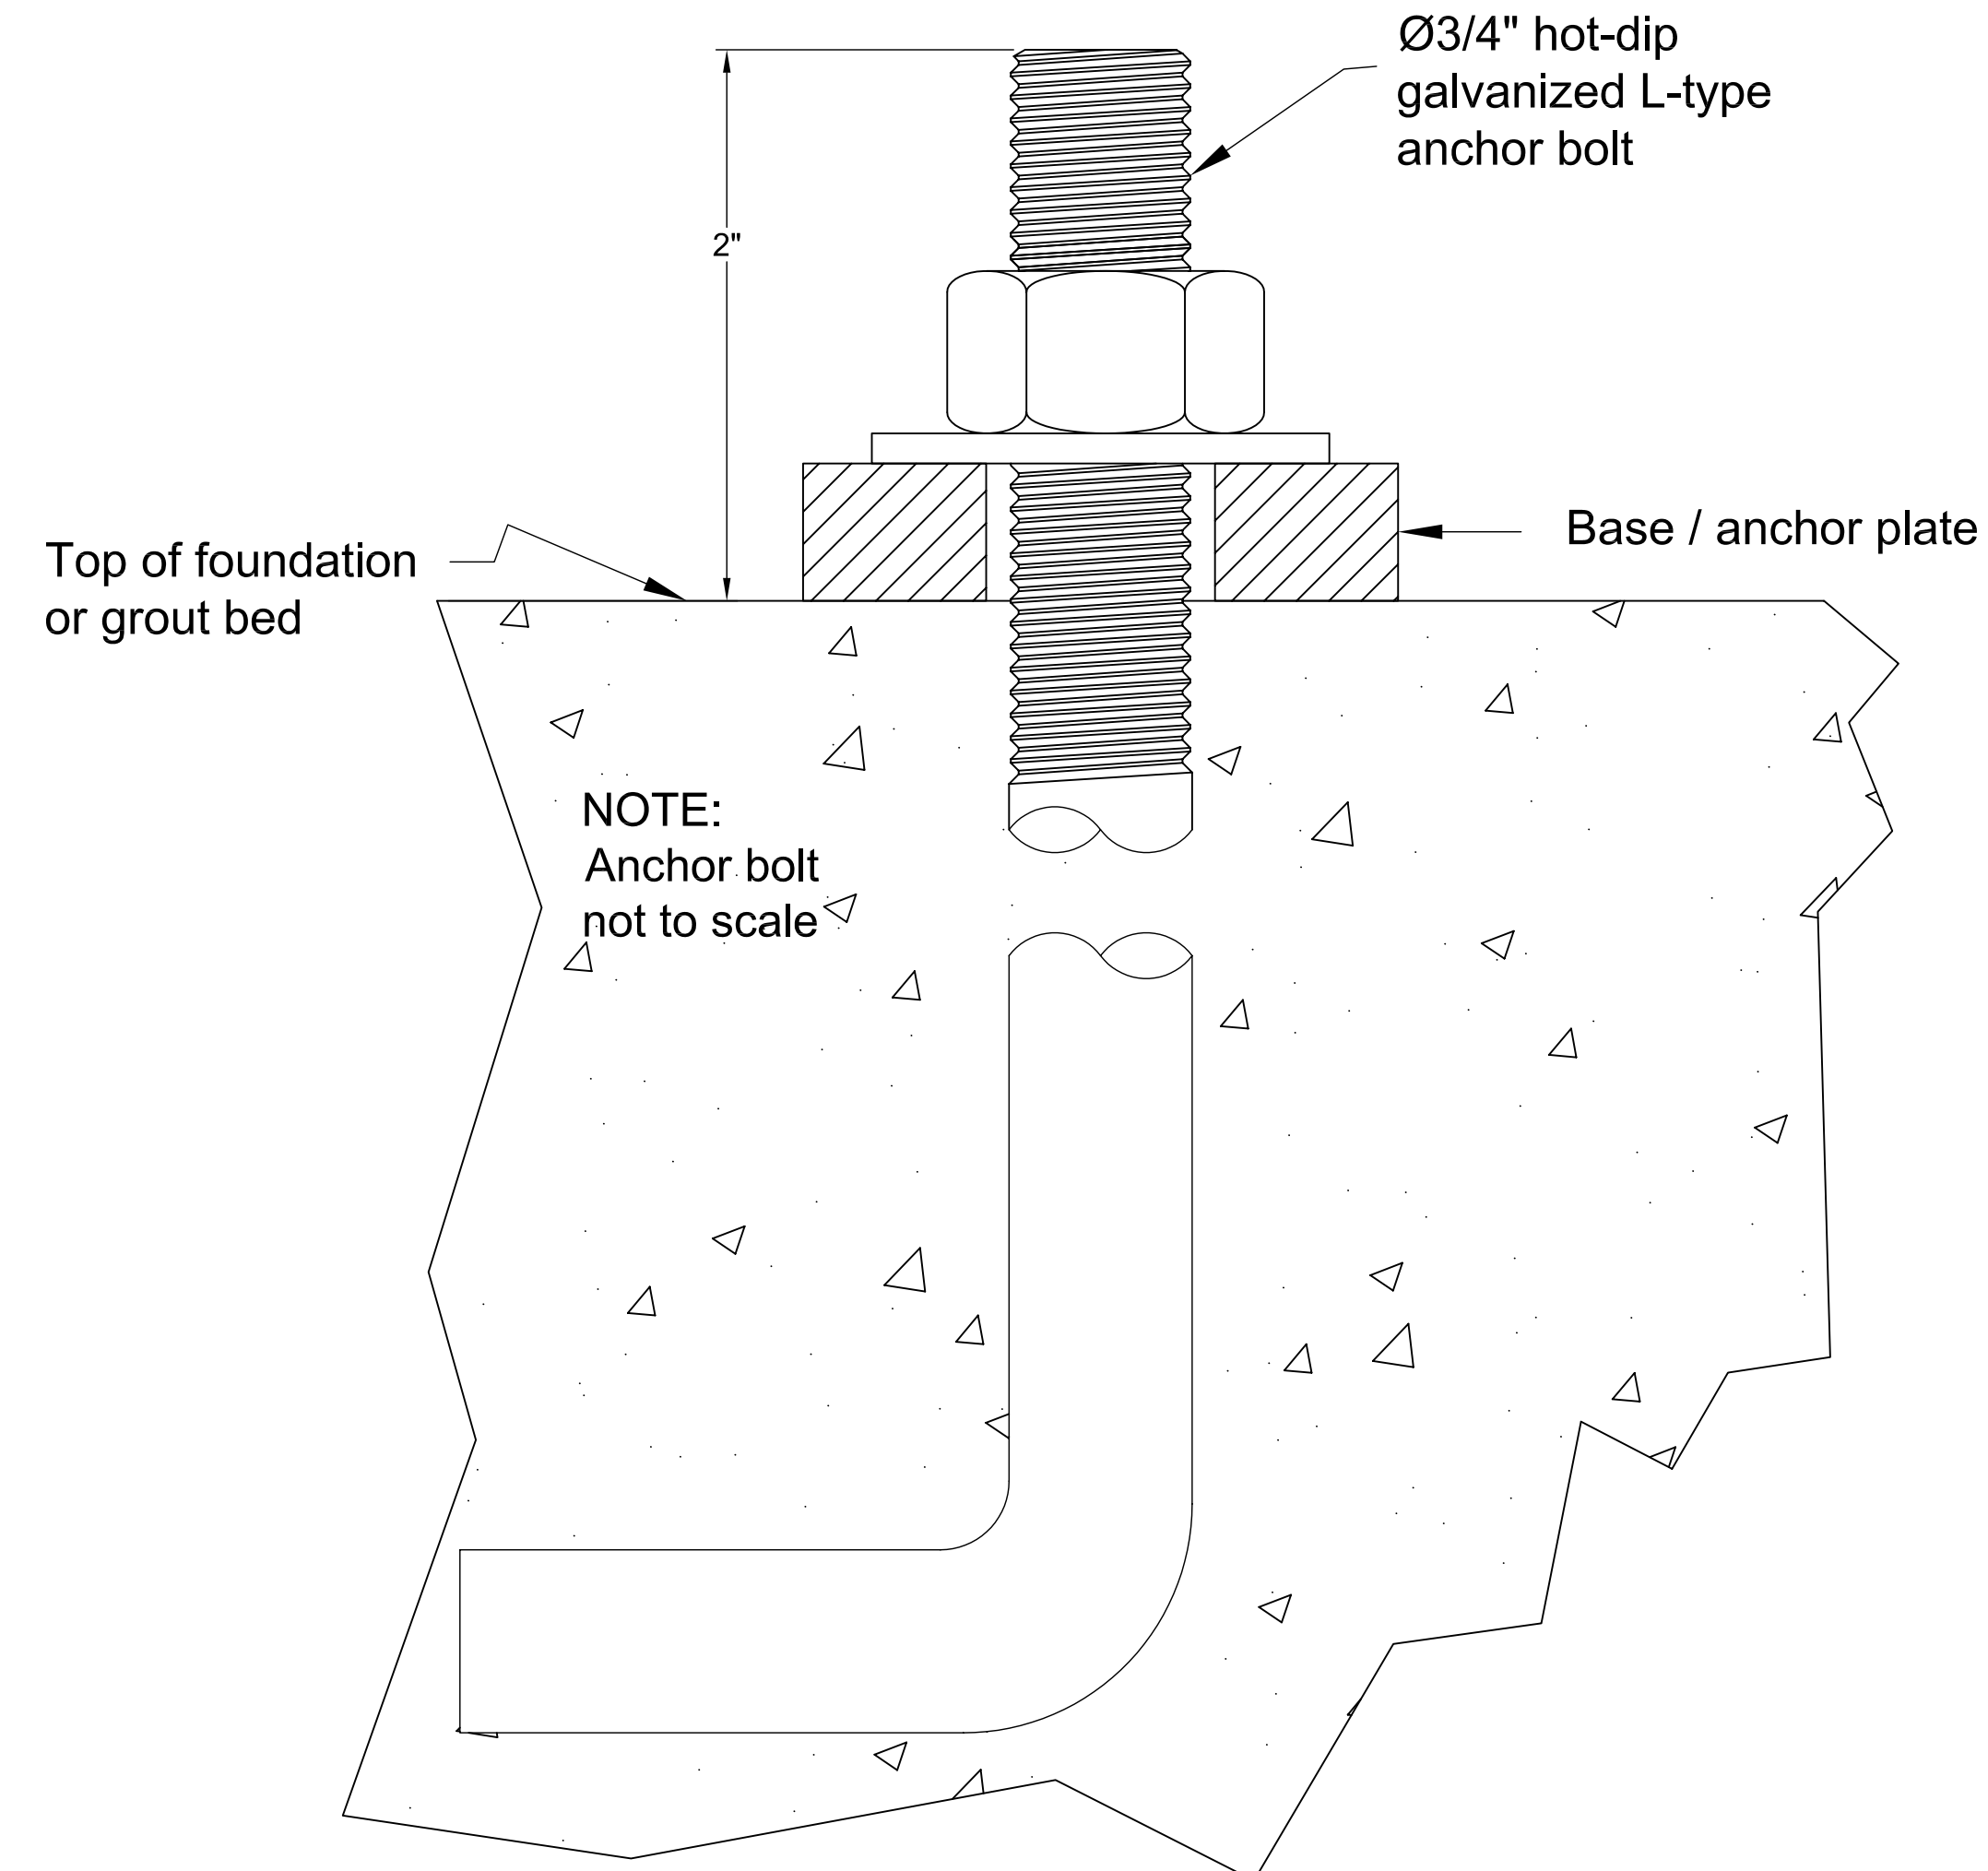 Ø3/4" hot-dip
galvanized L-type
anchor bolt
2"
Base / anchor plate
Top of foundation
or grout bed
NOTE:
Anchor bolt
not to scale